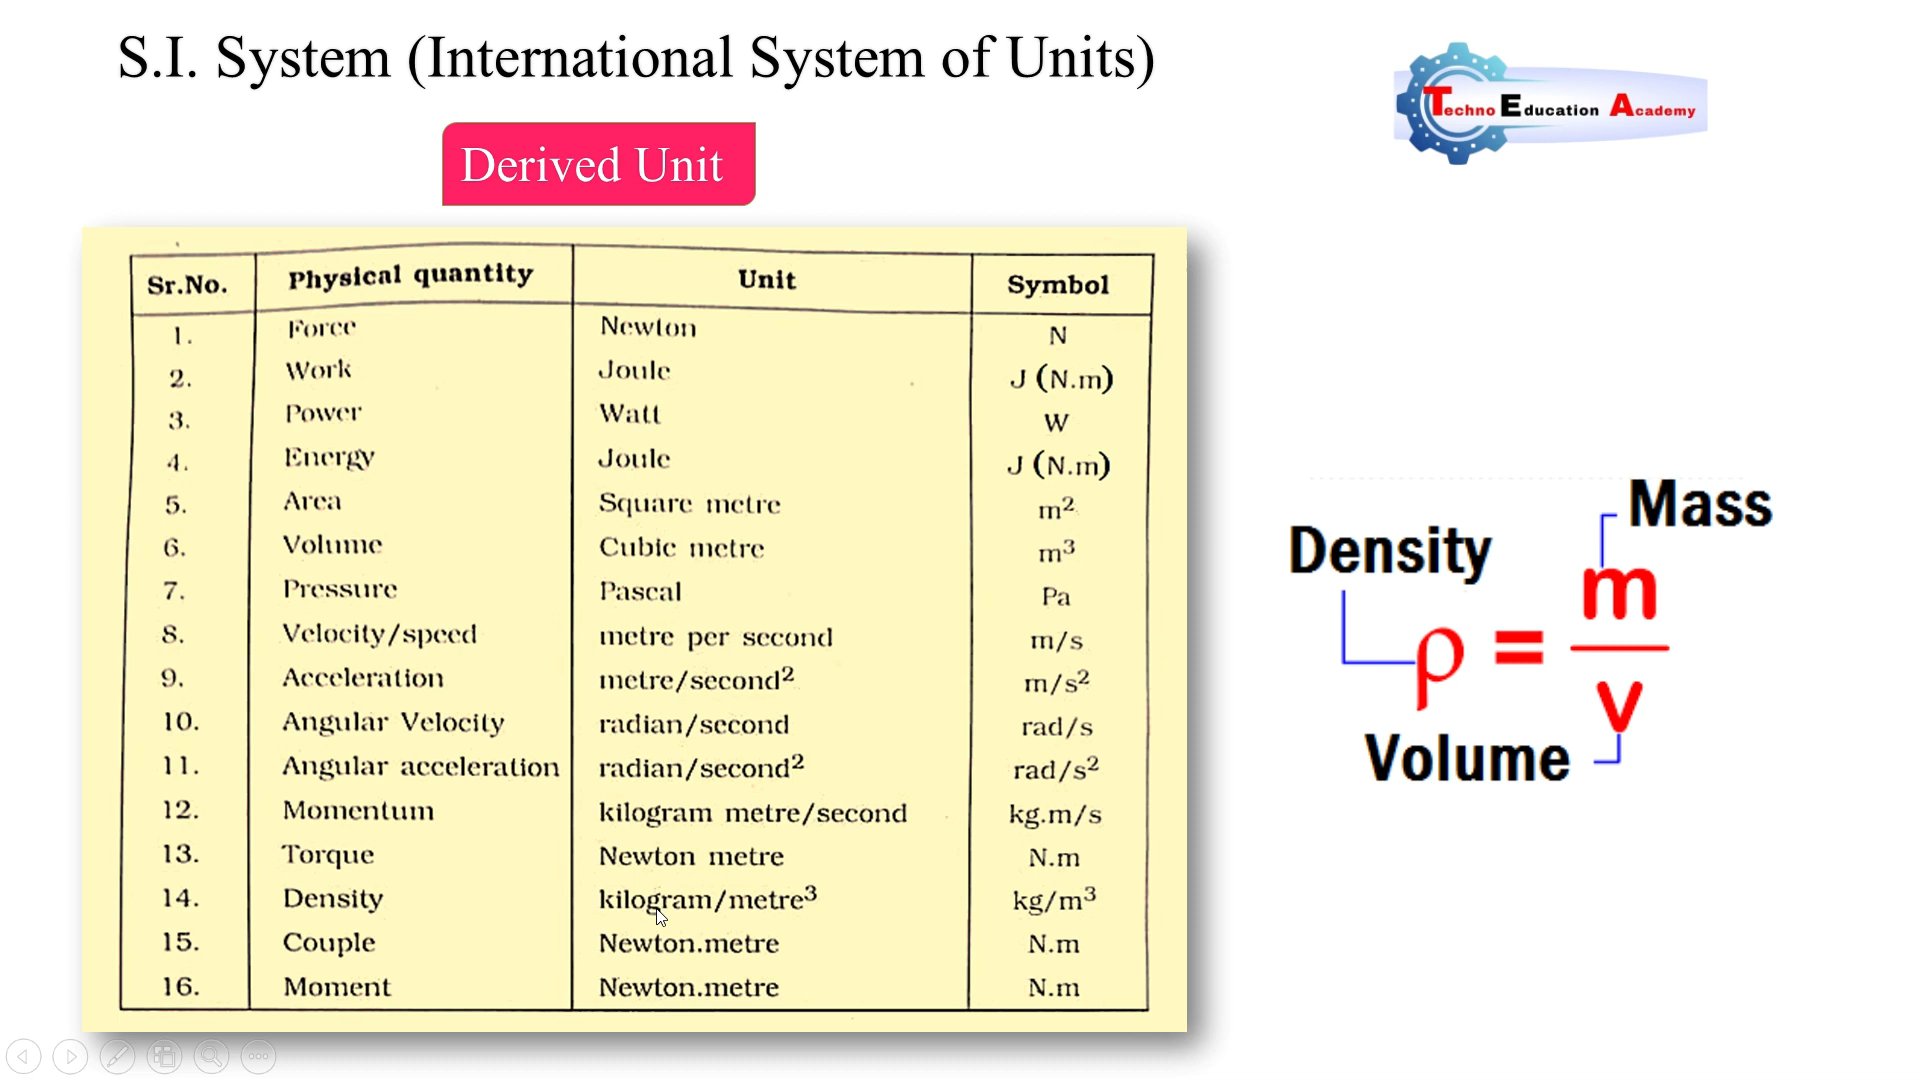 S.I. System (International System of Units)
Techno Education Academy
Derived Unit
Sr.No. Physical quantity Unit Symbol
1. Force Newton N
2. Work Joule J (N.m)
3. Power Watt W
4. Energy Joule J (N.m)
5. Area Square metre m²
6. Volume Cubic metre m³
7. Pressure Pascal Pa
8. Velocity/speed metre per second m/s
9. Acceleration metre/second² m/s²
10. Angular Velocity radian/second rad/s
11. Angular acceleration radian/second² rad/s²
12. Momentum kilogram metre/second kg.m/s
13. Torque Newton metre N.m
14. Density kilogram/metre³ kg/m³
15. Couple Newton.metre N.m
16. Moment Newton.metre N.m
Mass
Density
m
ρ =
v
Volume